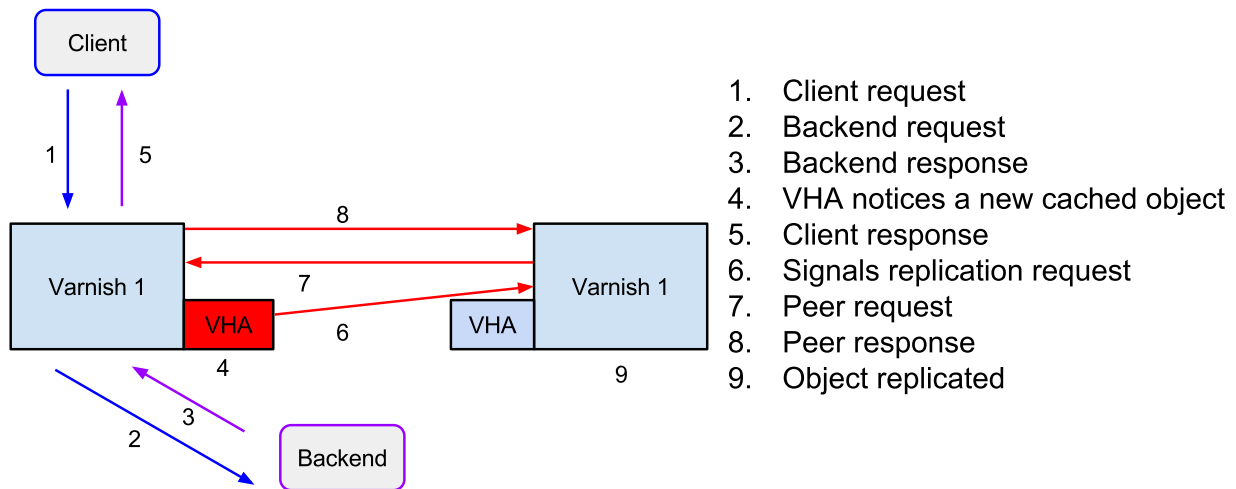 Client
1
5
8
Varnish 1
7
Varnish 1
VHA
6
VHA
4
9
3
2
Backend
1. Client request
2. Backend request
3. Backend response
4. VHA notices a new cached object
5. Client response
6. Signals replication request
7. Peer request
8. Peer response
9. Object replicated